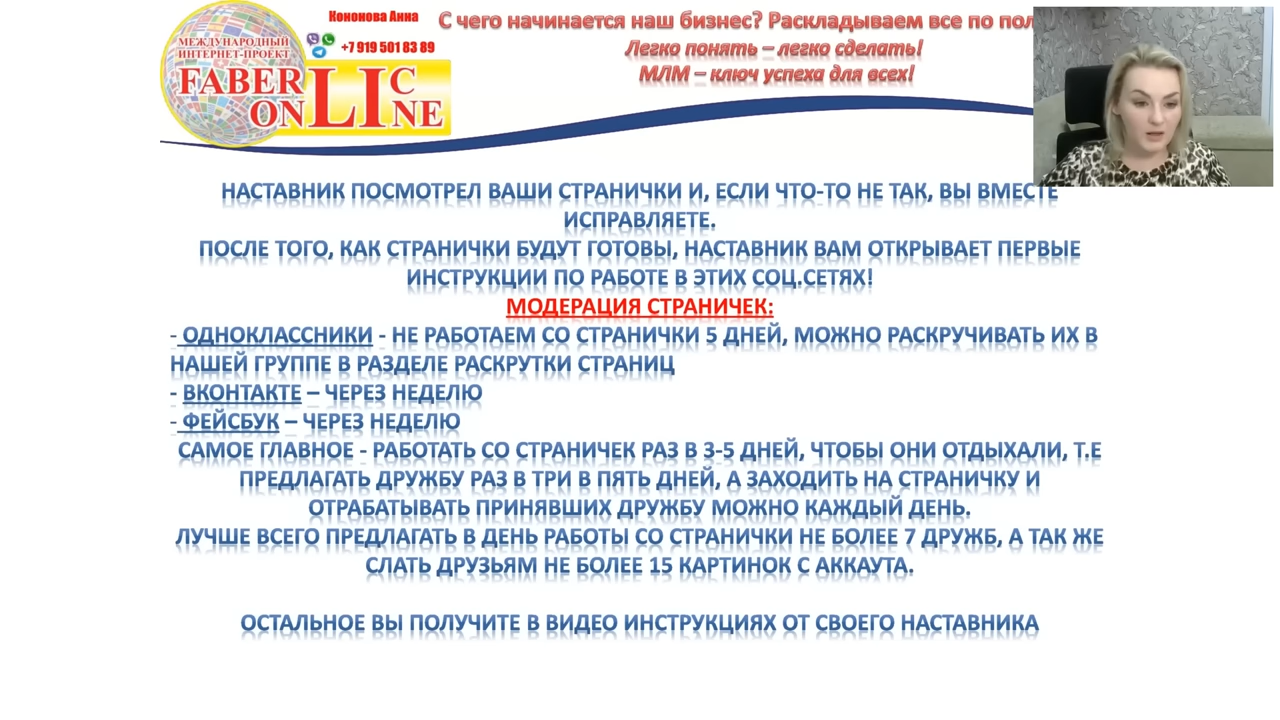 Кононова Анна
+7 919 501 83 89
МЕЖДУНАРОДНЫЙ
ИНТЕРНЕТ-ПРОЕКТ
FABERLIC
ONLINE
С чего начинается наш бизнес? Раскладываем все по
Легко понять – легко сделать!
МЛМ – ключ успеха для всех!
НАСТАВНИК ПОСМОТРЕЛ ВАШИ СТРАНИЧКИ И, ЕСЛИ ЧТО-ТО НЕ ТАК, ВЫ ВМЕСТЕ
ИСПРАВЛЯЕТЕ.
ПОСЛЕ ТОГО, КАК СТРАНИЧКИ БУДУТ ГОТОВЫ, НАСТАВНИК ВАМ ОТКРЫВАЕТ ПЕРВЫЕ
ИНСТРУКЦИИ ПО РАБОТЕ В ЭТИХ СОЦ.СЕТЯХ!
МОДЕРАЦИЯ СТРАНИЧЕК:
- ОДНОКЛАССНИКИ - НЕ РАБОТАЕМ СО СТРАНИЧКИ 5 ДНЕЙ, МОЖНО РАСКРУЧИВАТЬ ИХ В
НАШЕЙ ГРУППЕ В РАЗДЕЛЕ РАСКРУТКИ СТРАНИЦ
- ВКОНТАКТЕ – ЧЕРЕЗ НЕДЕЛЮ
- ФЕЙСБУК – ЧЕРЕЗ НЕДЕЛЮ
САМОЕ ГЛАВНОЕ - РАБОТАТЬ СО СТРАНИЧЕК РАЗ В 3-5 ДНЕЙ, ЧТОБЫ ОНИ ОТДЫХАЛИ, Т.Е
ПРЕДЛАГАТЬ ДРУЖБУ РАЗ В ТРИ В ПЯТЬ ДНЕЙ, А ЗАХОДИТЬ НА СТРАНИЧКУ И
ОТРАБАТЫВАТЬ ПРИНЯВШИХ ДРУЖБУ МОЖНО КАЖДЫЙ ДЕНЬ.
ЛУЧШЕ ВСЕГО ПРЕДЛАГАТЬ В ДЕНЬ РАБОТЫ СО СТРАНИЧКИ НЕ БОЛЕЕ 7 ДРУЖБ, А ТАК ЖЕ
СЛАТЬ ДРУЗЬЯМ НЕ БОЛЕЕ 15 КАРТИНОК С АККАУТА.
ОСТАЛЬНОЕ ВЫ ПОЛУЧИТЕ В ВИДЕО ИНСТРУКЦИЯХ ОТ СВОЕГО НАСТАВНИКА